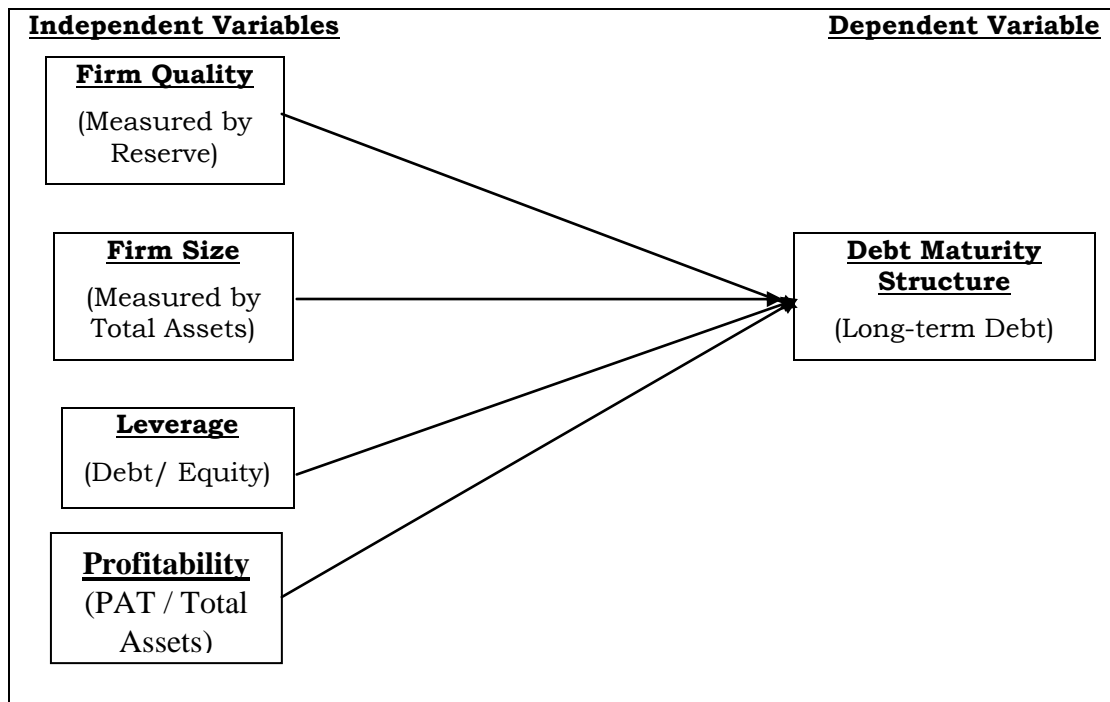 Independent Variables
Dependent Variable
Firm Quality
(Measured by
Reserve)
Firm Size
(Measured by
Total Assets)
Leverage
(Debt/ Equity)
Profitability
(PAT / Total
Assets)
Debt Maturity
Structure
(Long-term Debt)